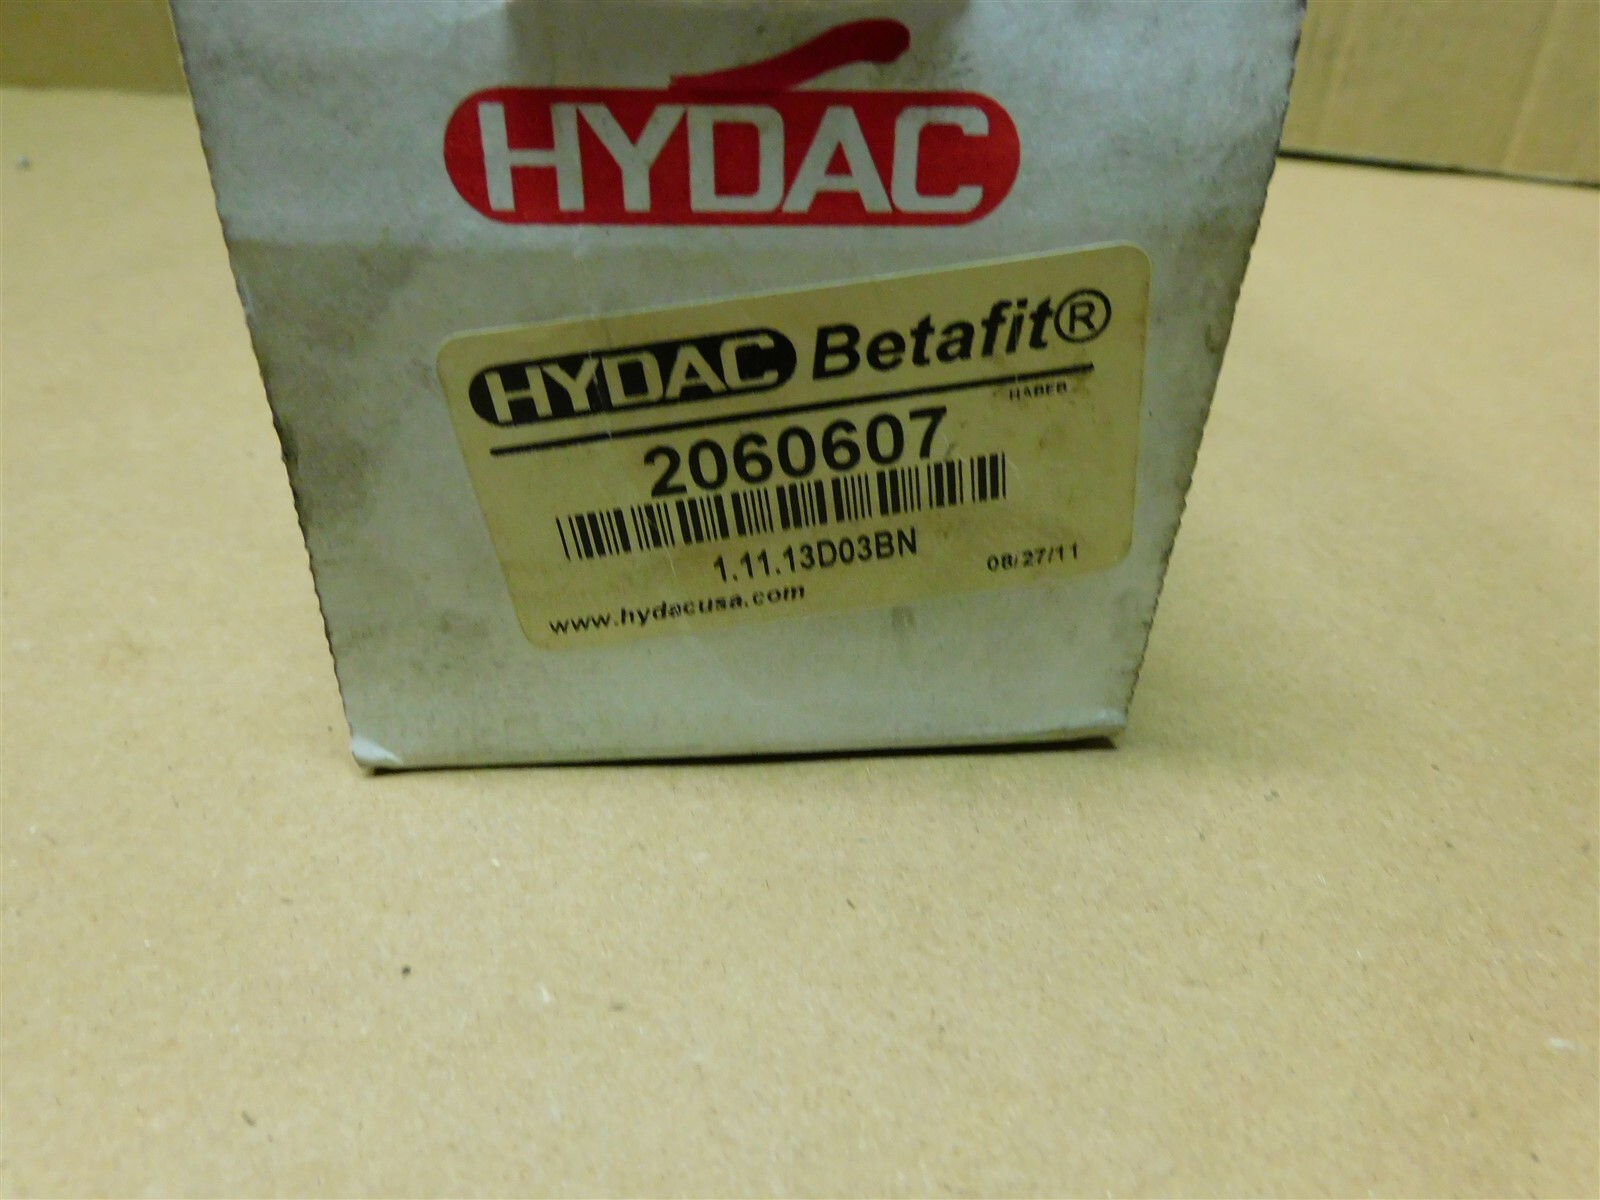 HYDAC
HYDAC Betafit®
HABER
2060607
1.11.13D03BN
08/27/11
www.hydacusa.com